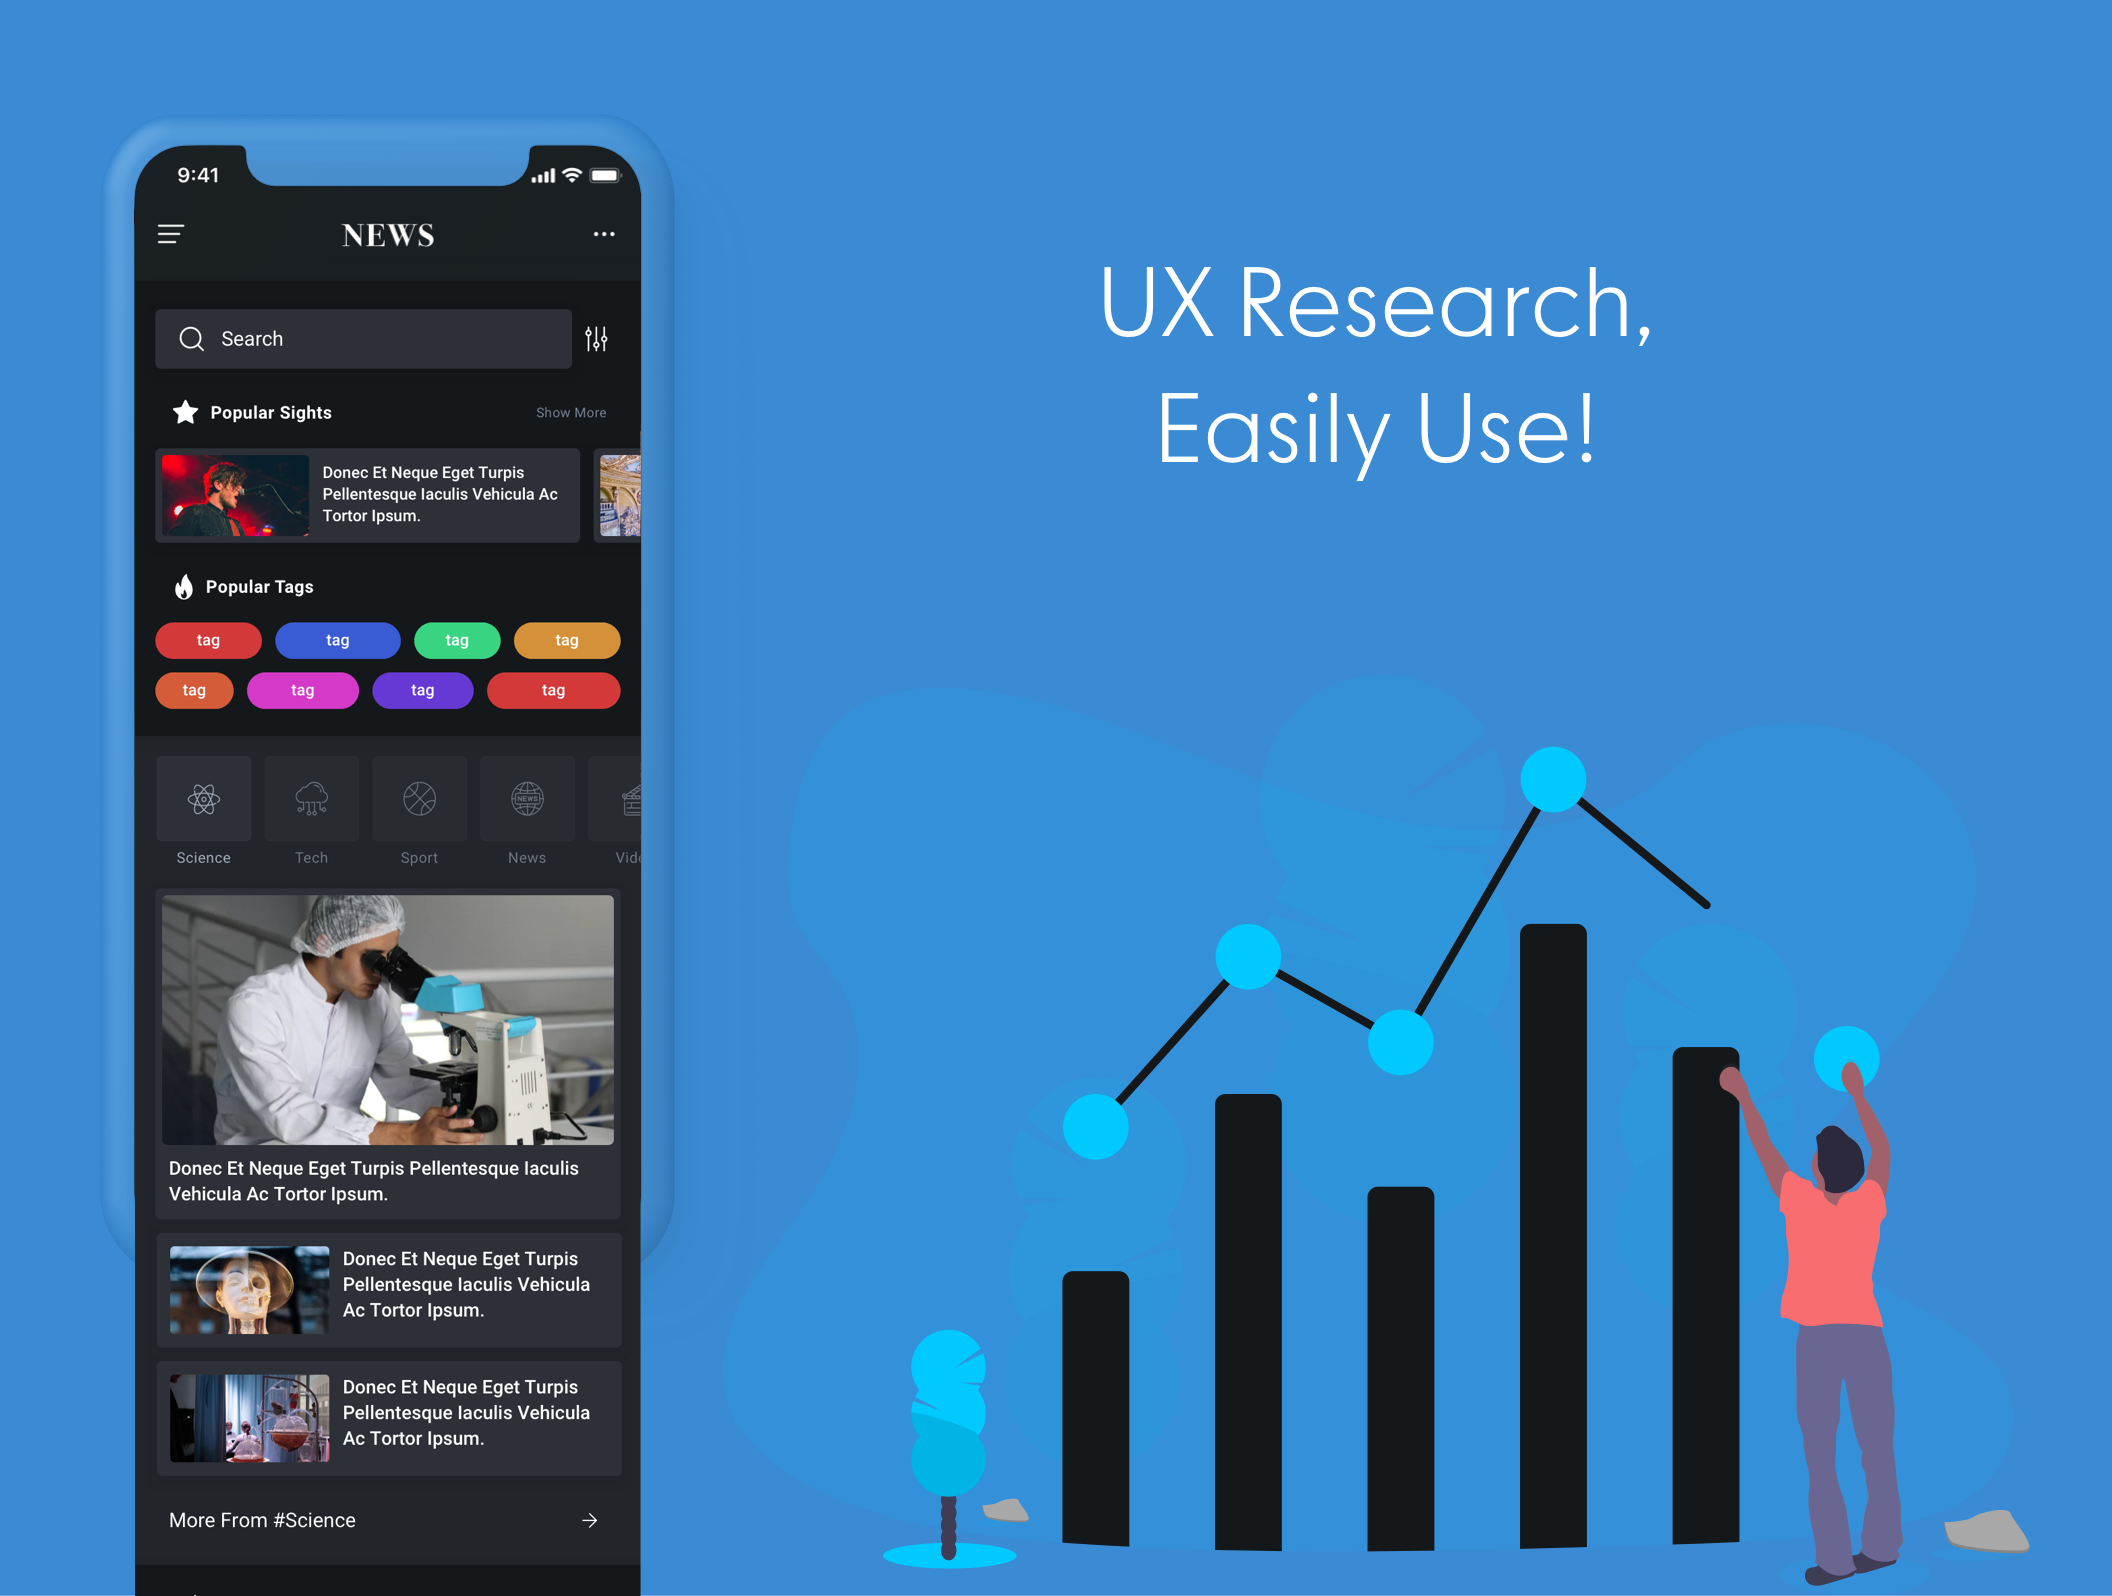 9:41
NEWS
Search
Popular Sights
Show More
Donec Et Neque Eget Turpis
Pellentesque Iaculis Vehicula Ac
Tortor Ipsum.
Popular Tags
tag tag tag tag
tag tag tag tag
NEWS
Science Tech Sport News
Donec Et Neque Eget Turpis Pellentesque Iaculis
Vehicula Ac Tortor Ipsum.
Donec Et Neque Eget Turpis
Pellentesque Iaculis Vehicula
Ac Tortor Ipsum.
Donec Et Neque Eget Turpis
Pellentesque Iaculis Vehicula
Ac Tortor Ipsum.
More From #Science
UX Research,
Easily Use!